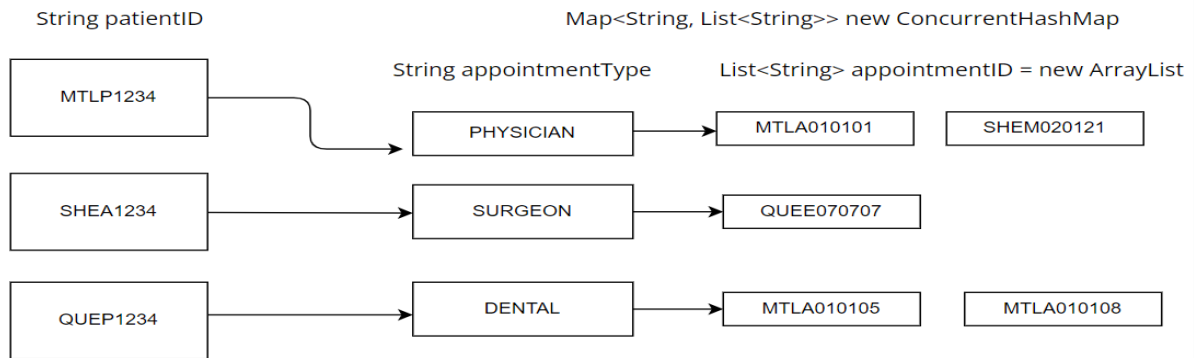 String patientID
Map<String, List<String>> new ConcurrentHashMap
String appointmentType
List<String> appointmentID = new ArrayList
MTLP1234
PHYSICIAN
MTLA010101
SHEM020121
SHEA1234
SURGEON
QUEE070707
QUEP1234
DENTAL
MTLA010105
MTLA010108